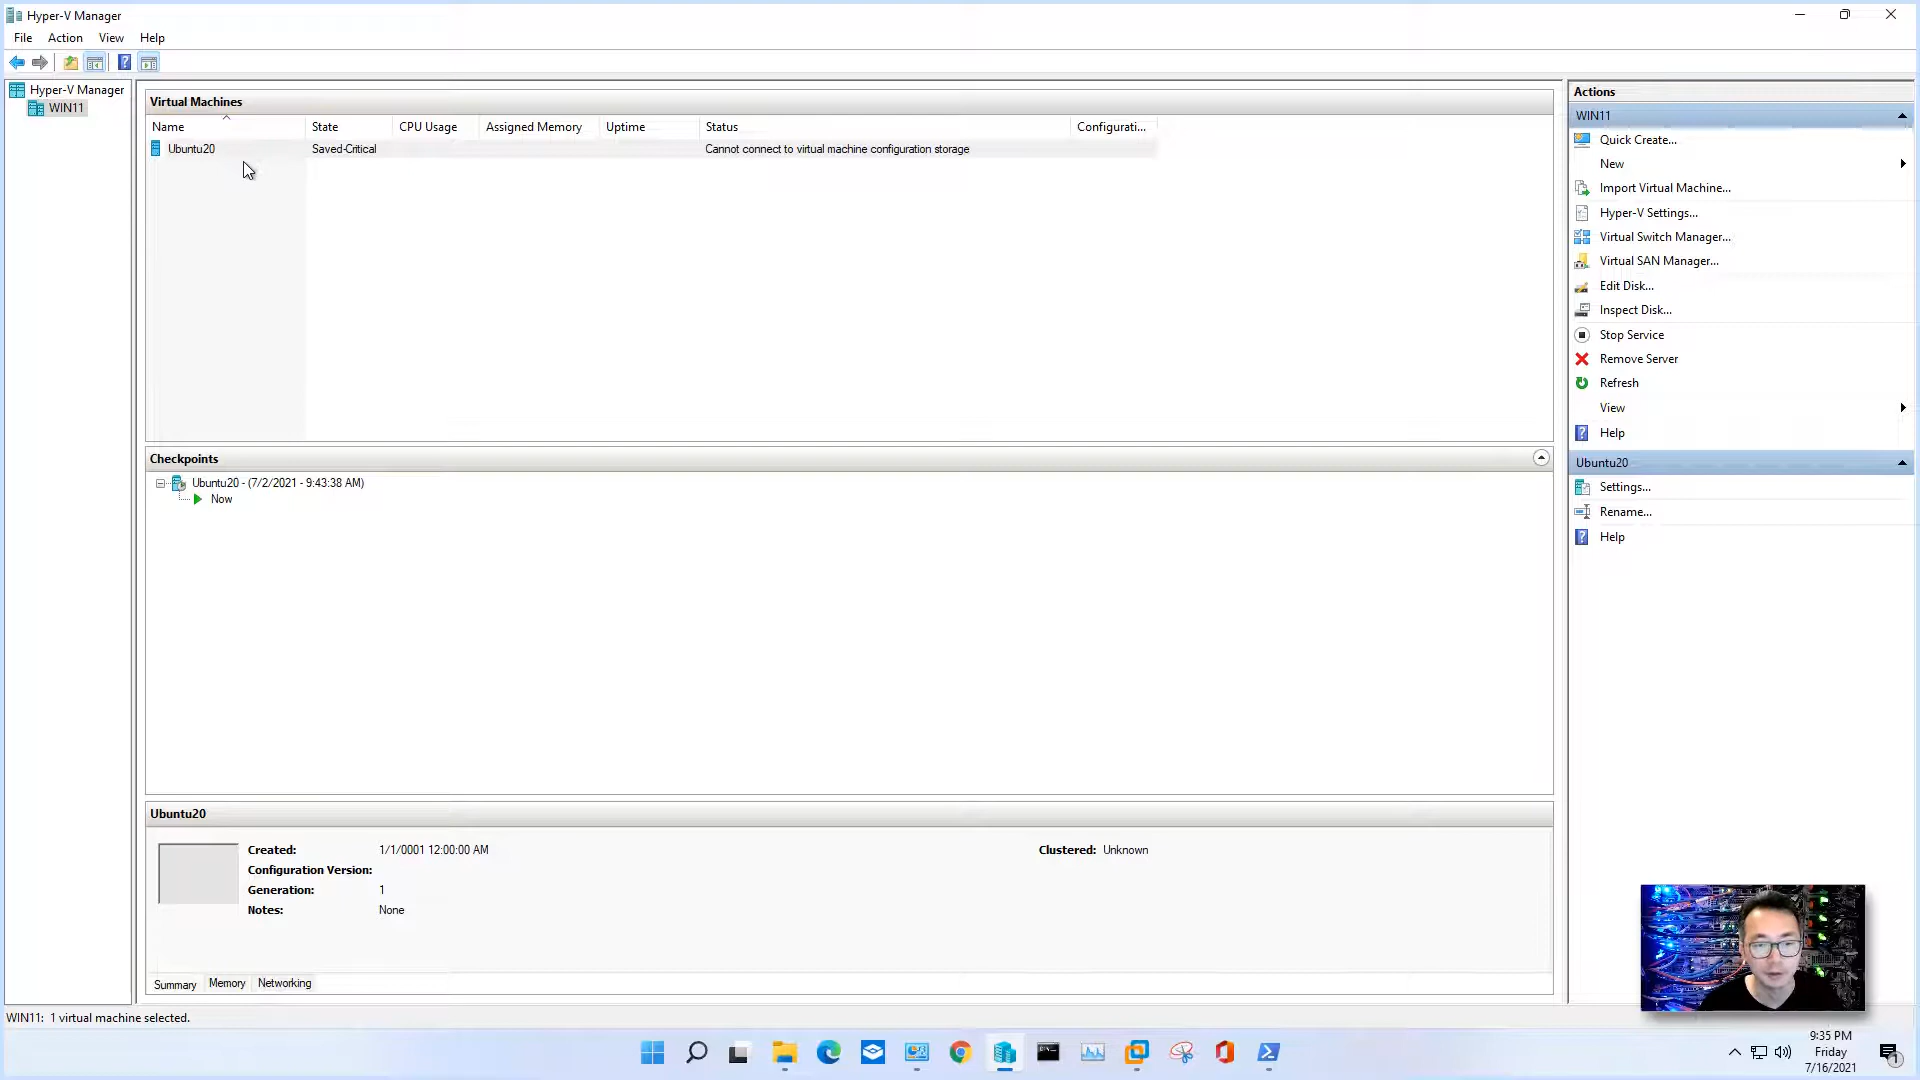 Hyper-V Manager
File Action View Help
Hyper-V Manager
WIN11
Virtual Machines
Name State CPU Usage Assigned Memory Uptime Status Configurati...
Ubuntu20 Saved-Critical Cannot connect to virtual machine configuration storage
Checkpoints
Ubuntu20 - (7/2/2021 - 9:43:38 AM)
Now
Ubuntu20
Created: 1/1/0001 12:00:00 AM Clustered: Unknown
Configuration Version:
Generation: 1
Notes: None
Summary Memory Networking
Actions
WIN11
Quick Create...
New
Import Virtual Machine...
Hyper-V Settings...
Virtual Switch Manager...
Virtual SAN Manager...
Edit Disk...
Inspect Disk...
Stop Service
Remove Server
Refresh
View
Help
Ubuntu20
Settings...
Rename...
Help
WIN11: 1 virtual machine selected.
9:35 PM
Friday
7/16/2021
1